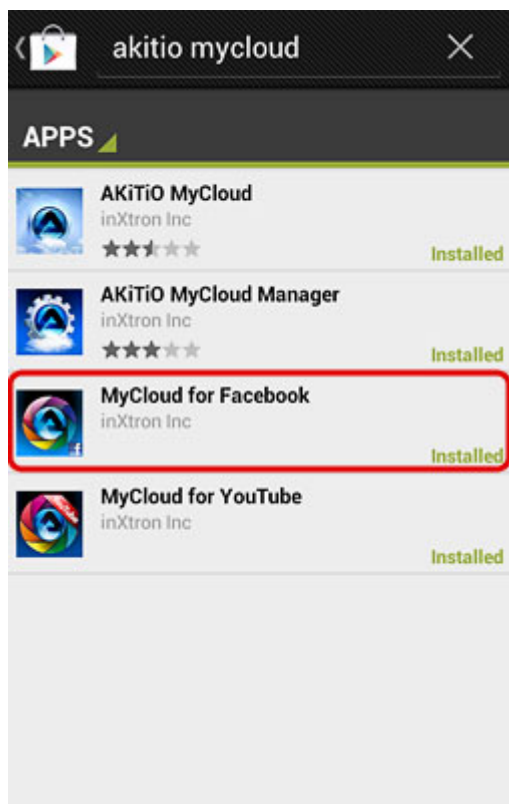 akitio mycloud
APPS
AKiTiO MyCloud
inXtron Inc
Installed
AKiTiO MyCloud Manager
inXtron Inc
Installed
MyCloud for Facebook
inXtron Inc
Installed
MyCloud for YouTube
inXtron Inc
Installed